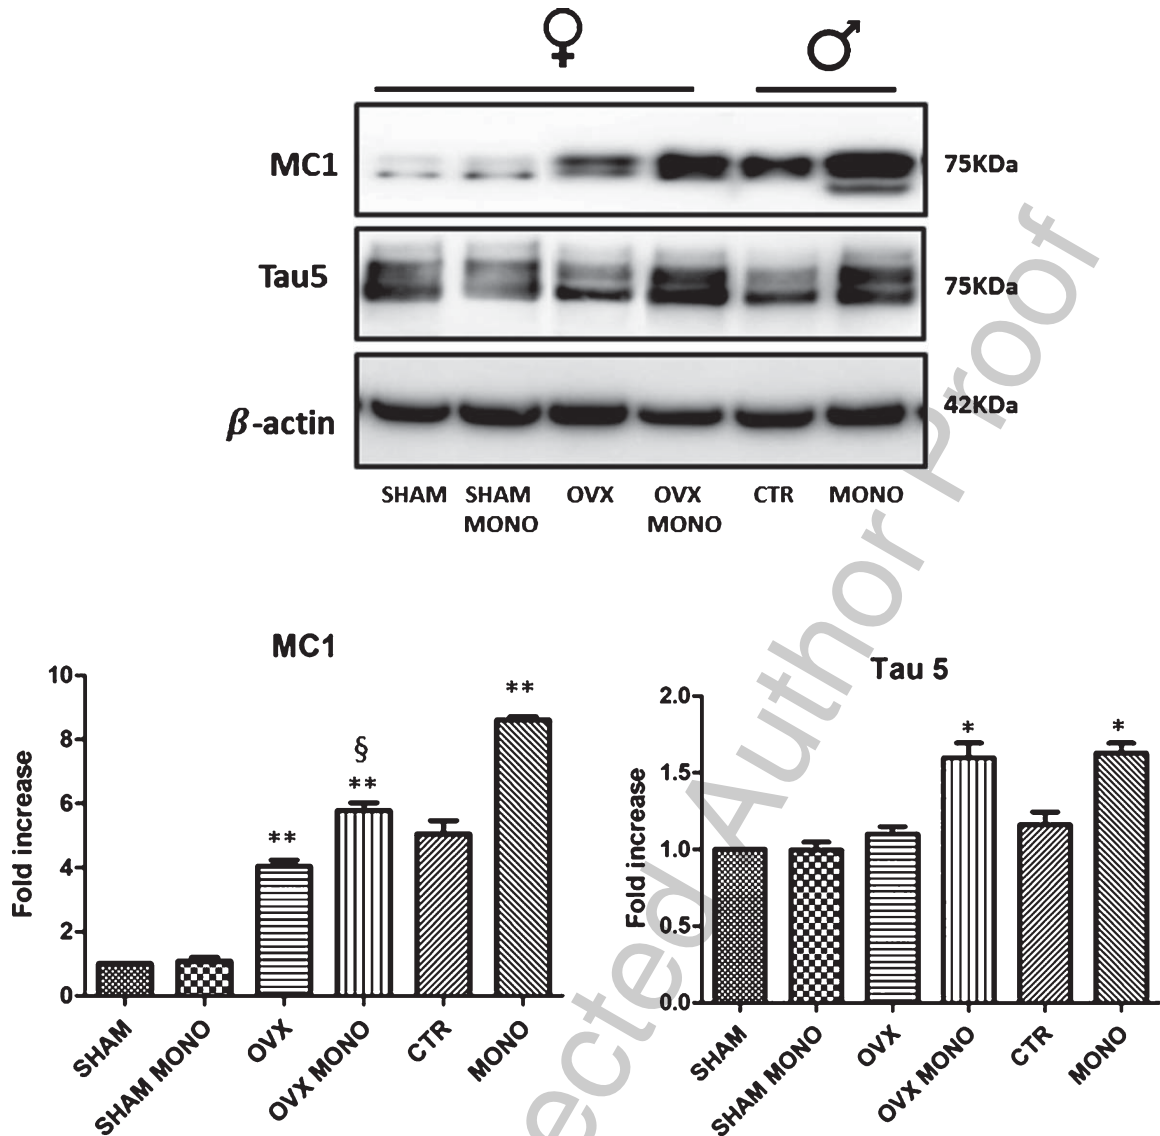 ♀ ♂
MC1 75KDa
Tau5 75KDa
β-actin 42KDa
SHAM SHAM MONO OVX OVX MONO CTR MONO
MC1
Fold increase
10
8
6
4
2
0
**
§
**
**
SHAM
SHAM MONO
OVX
OVX MONO
CTR
MONO
Tau 5
Fold increase
2.0
1.5
1.0
0.5
0.0
*
*
SHAM
SHAM MONO
OVX
OVX MONO
CTR
MONO
ected Author Proof